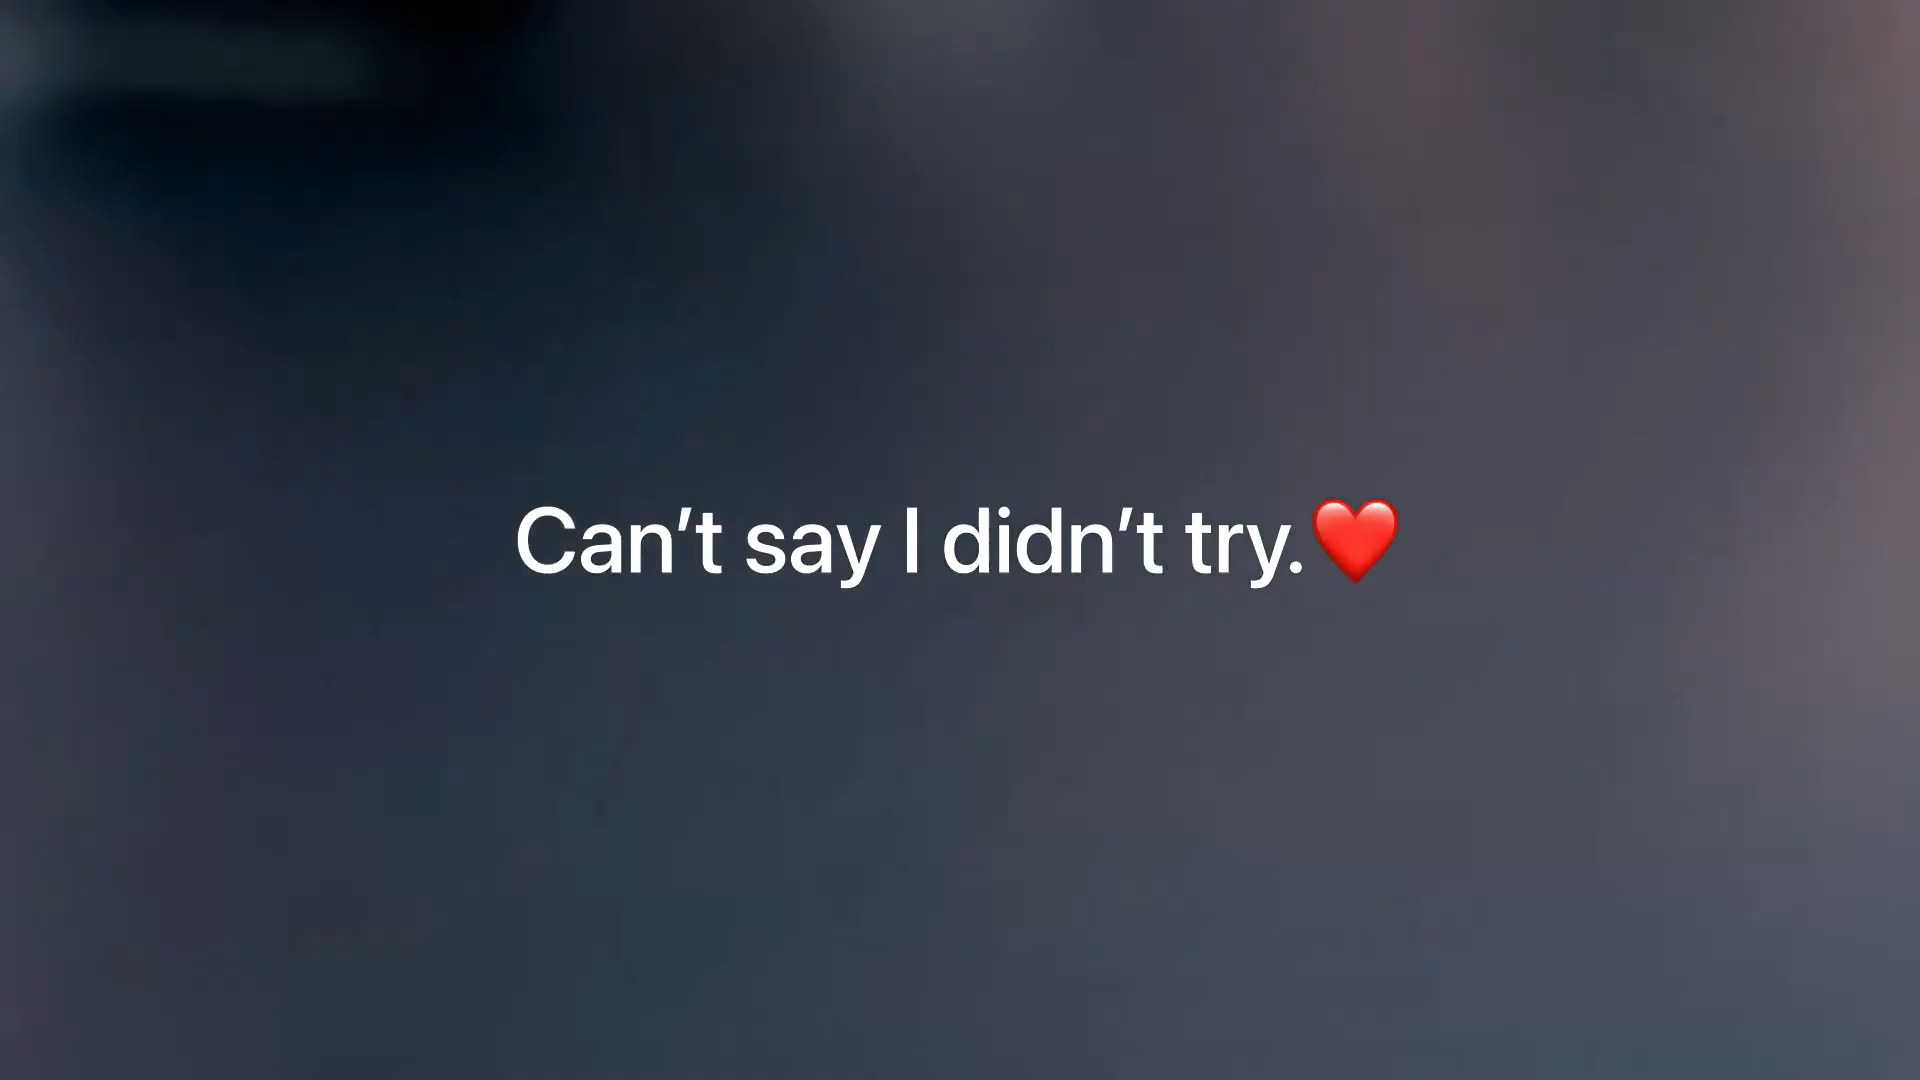 Can’t say I didn’t try.❤️